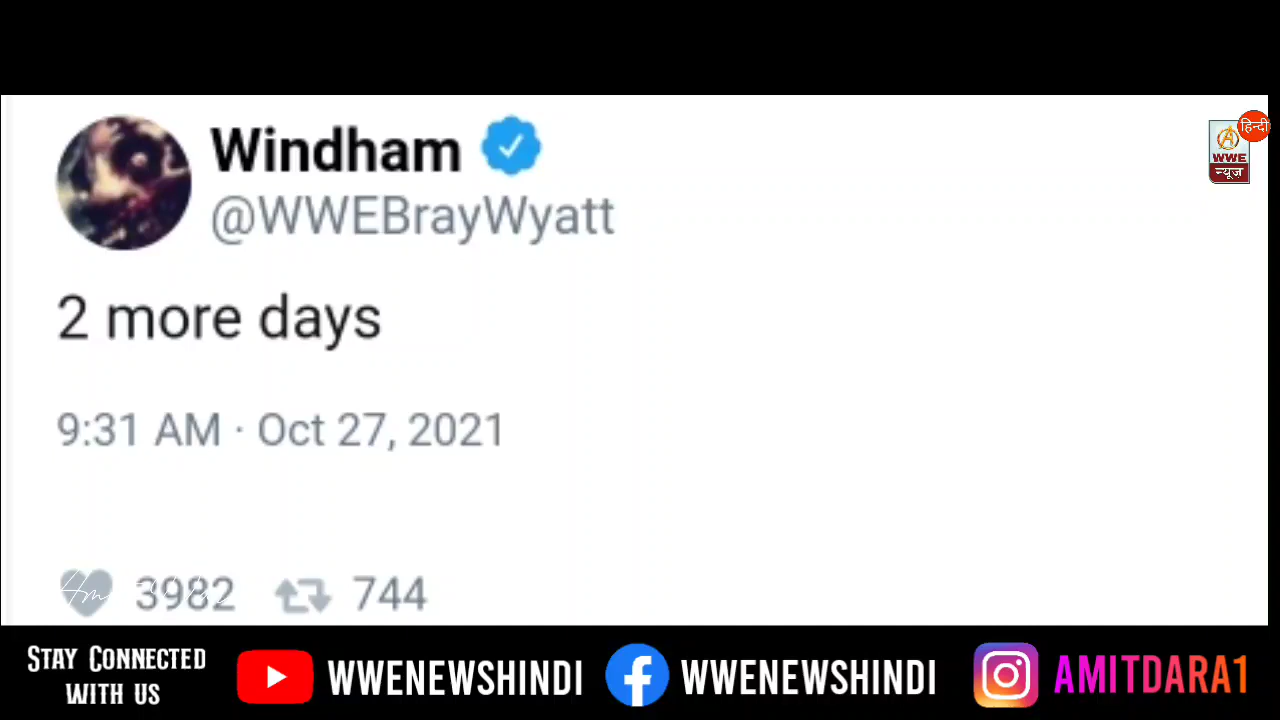 Windham
@WWEBrayWyatt
हिन्दी
WWE
न्यूज़
2 more days
9:31 AM · Oct 27, 2021
3982 744
STAY CONNECTED
WITH US
WWENEWSHINDI WWENEWSHINDI AMITDARA1